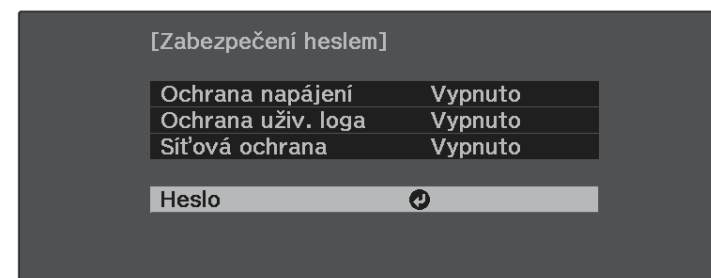 [Zabezpečení heslem]
Ochrana napájení Vypnuto
Ochrana uživ. loga Vypnuto
Síťová ochrana Vypnuto
Heslo